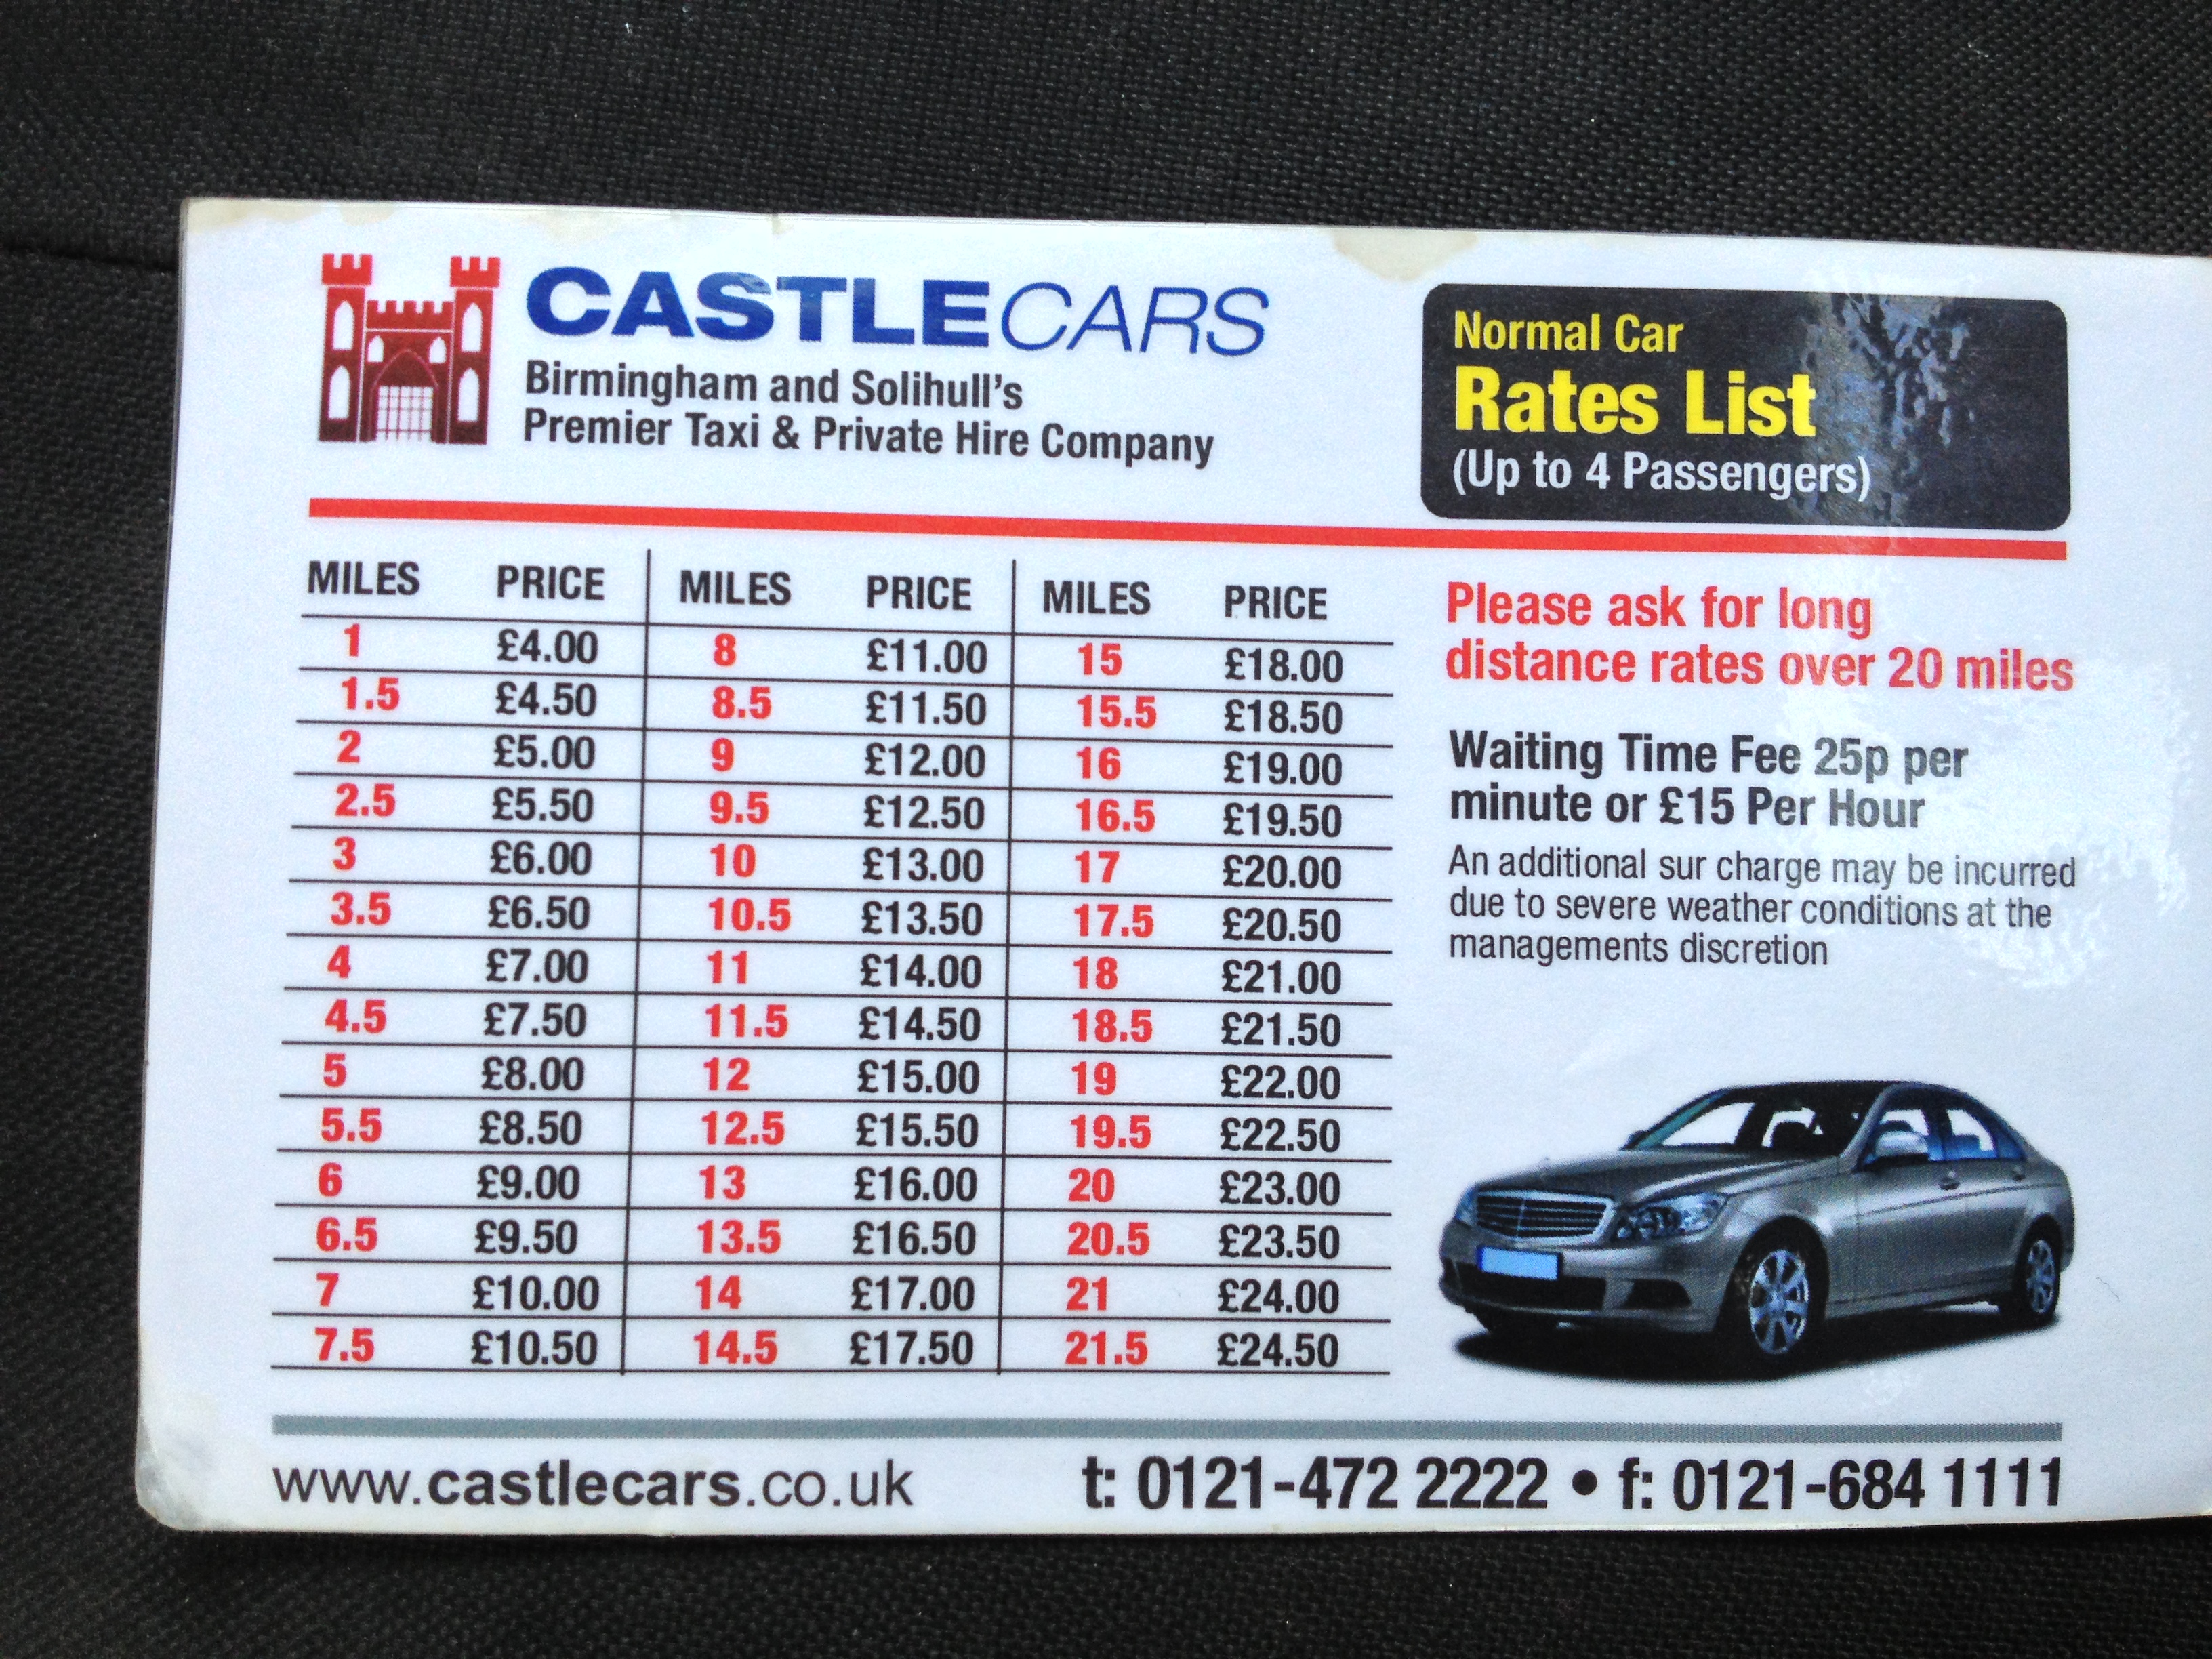 CASTLECARS
Birmingham and Solihull's
Premier Taxi & Private Hire Company
Normal Car
Rates List
(Up to 4 Passengers)
MILES PRICE MILES PRICE MILES PRICE
1 £4.00 8 £11.00 15 £18.00
1.5 £4.50 8.5 £11.50 15.5 £18.50
2 £5.00 9 £12.00 16 £19.00
2.5 £5.50 9.5 £12.50 16.5 £19.50
3 £6.00 10 £13.00 17 £20.00
3.5 £6.50 10.5 £13.50 17.5 £20.50
4 £7.00 11 £14.00 18 £21.00
4.5 £7.50 11.5 £14.50 18.5 £21.50
5 £8.00 12 £15.00 19 £22.00
5.5 £8.50 12.5 £15.50 19.5 £22.50
6 £9.00 13 £16.00 20 £23.00
6.5 £9.50 13.5 £16.50 20.5 £23.50
7 £10.00 14 £17.00 21 £24.00
7.5 £10.50 14.5 £17.50 21.5 £24.50
Please ask for long
distance rates over 20 miles
Waiting Time Fee 25p per
minute or £15 Per Hour
An additional sur charge may be incurred
due to severe weather conditions at the
managements discretion
www.castlecars.co.uk t: 0121-472 2222 • f: 0121-684 1111